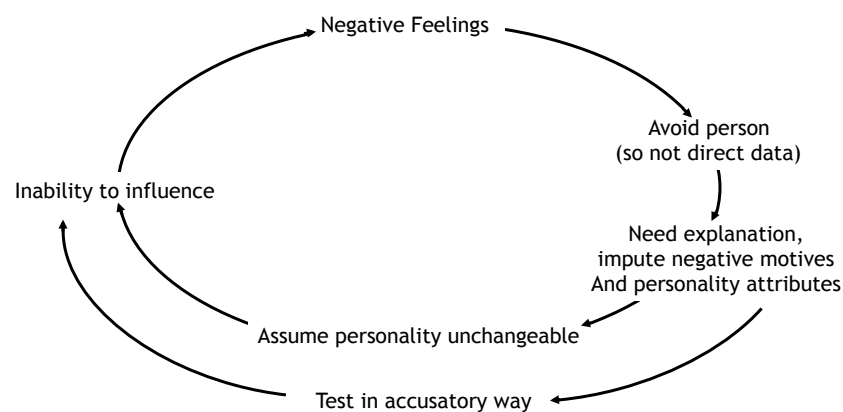 Negative Feelings
Avoid person
(so not direct data)
Inability to influence
Need explanation,
impute negative motives
And personality attributes
Assume personality unchangeable
Test in accusatory way